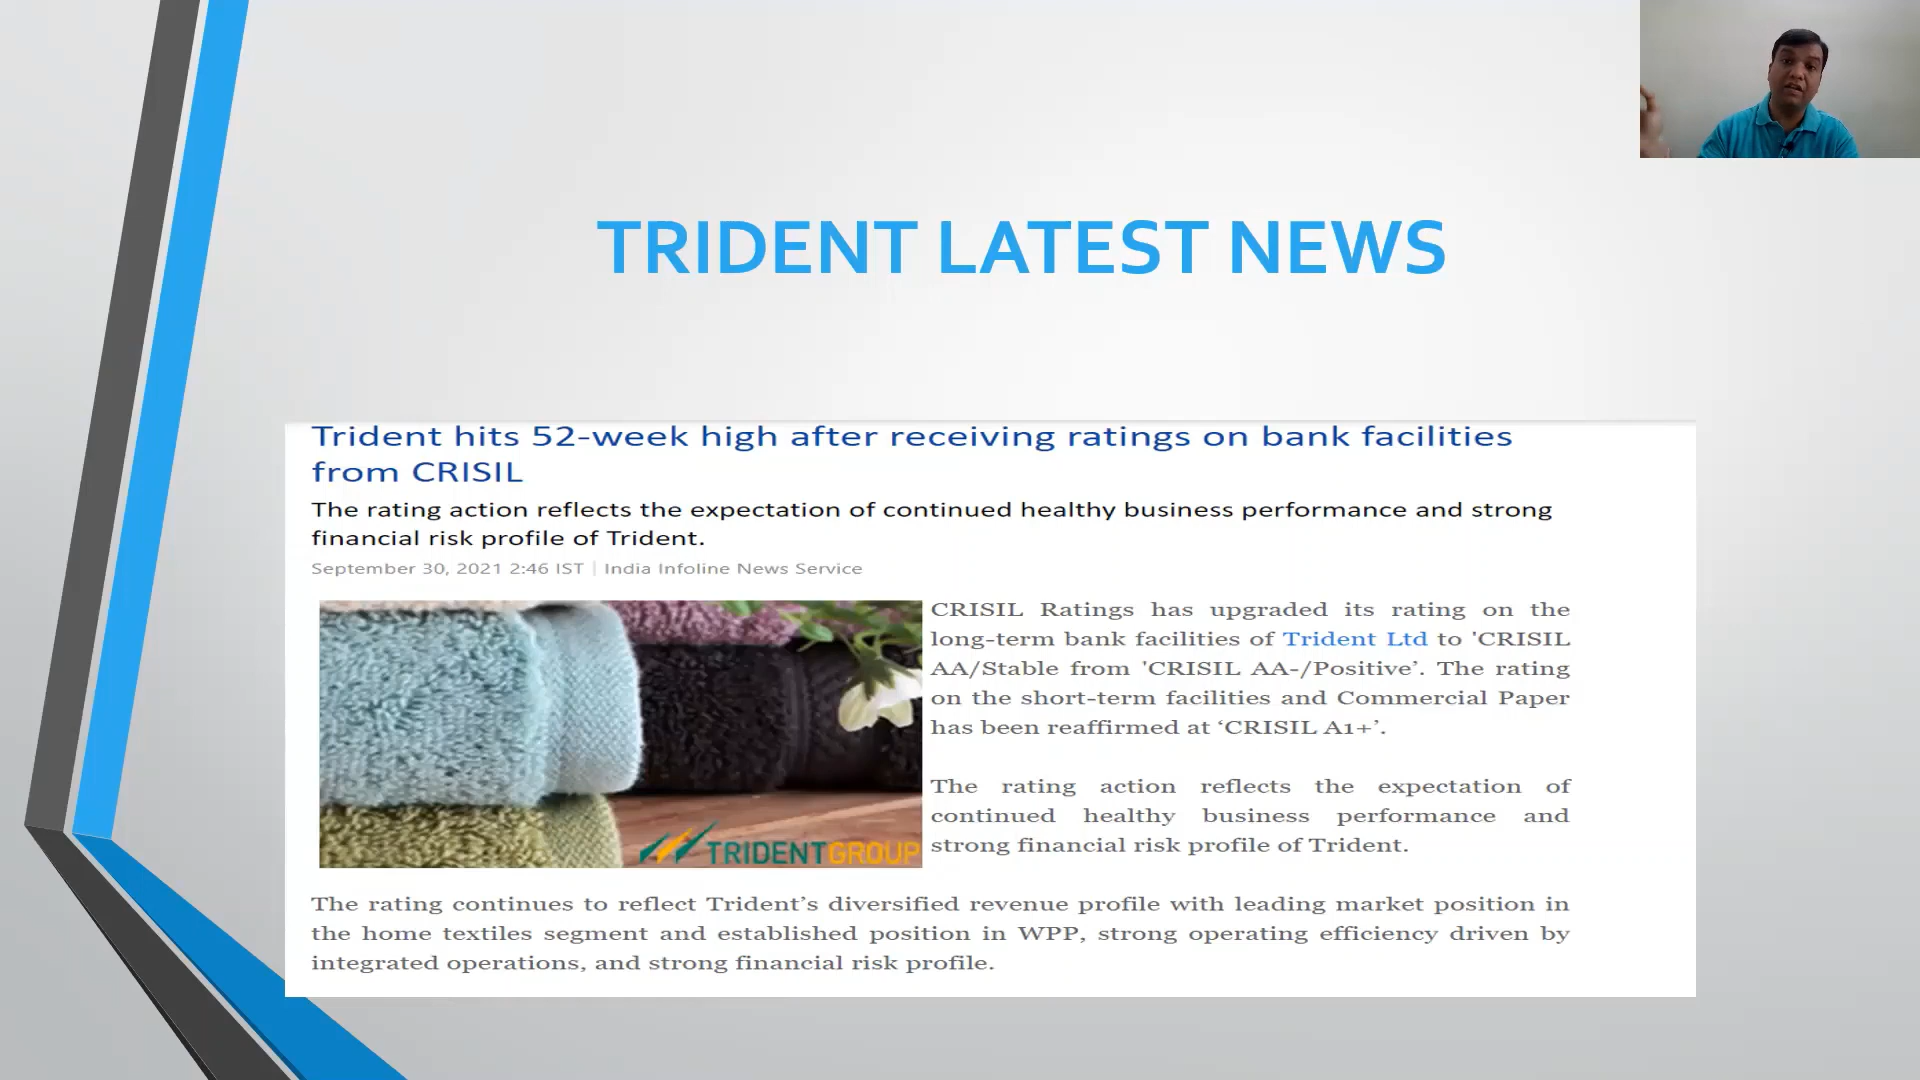 TRIDENT LATEST NEWS
Trident hits 52-week high after receiving ratings on bank facilities
from CRISIL
The rating action reflects the expectation of continued healthy business performance and strong
financial risk profile of Trident.
September 30, 2021 2:46 IST | India Infoline News Service
CRISIL Ratings has upgraded its rating on the
long-term bank facilities of Trident Ltd to 'CRISIL
AA/Stable from 'CRISIL AA-/Positive’. The rating
on the short-term facilities and Commercial Paper
has been reaffirmed at ‘CRISIL A1+’.
The rating action reflects the expectation of
continued healthy business performance and
strong financial risk profile of Trident.
TRIDENTGROUP
The rating continues to reflect Trident’s diversified revenue profile with leading market position in
the home textiles segment and established position in WPP, strong operating efficiency driven by
integrated operations, and strong financial risk profile.